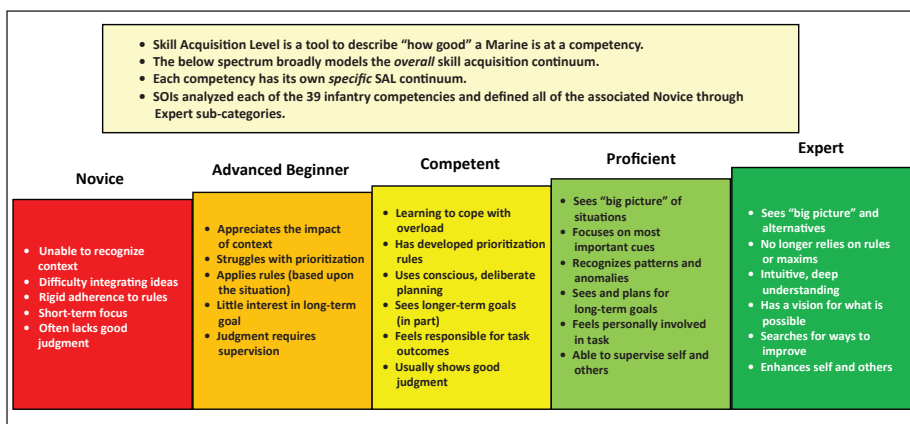 • Skill Acquisition Level is a tool to describe “how good” a Marine is at a competency.
• The below spectrum broadly models the overall skill acquisition continuum.
• Each competency has its own specific SAL continuum.
• SOIs analyzed each of the 39 infantry competencies and defined all of the associated Novice through
Expert sub-categories.
Novice
• Unable to recognize
context
• Difficulty integrating ideas
• Rigid adherence to rules
• Short-term focus
• Often lacks good
judgment
Advanced Beginner
• Appreciates the impact
of context
• Struggles with prioritization
• Applies rules (based upon
the situation)
• Little interest in long-term
goal
• Judgment requires
supervision
Competent
• Learning to cope with
overload
• Has developed prioritization
rules
• Uses conscious, deliberate
planning
• Sees longer-term goals
(in part)
• Feels responsible for task
outcomes
• Usually shows good
judgment
Proficient
• Sees “big picture” of
situations
• Focuses on most
important cues
• Recognizes patterns and
anomalies
• Sees and plans for
long-term goals
• Feels personally involved
in task
• Able to supervise self and
others
Expert
• Sees “big picture” and
alternatives
• No longer relies on rules
or maxims
• Intuitive, deep
understanding
• Has a vision for what is
possible
• Searches for ways to
improve
• Enhances self and others